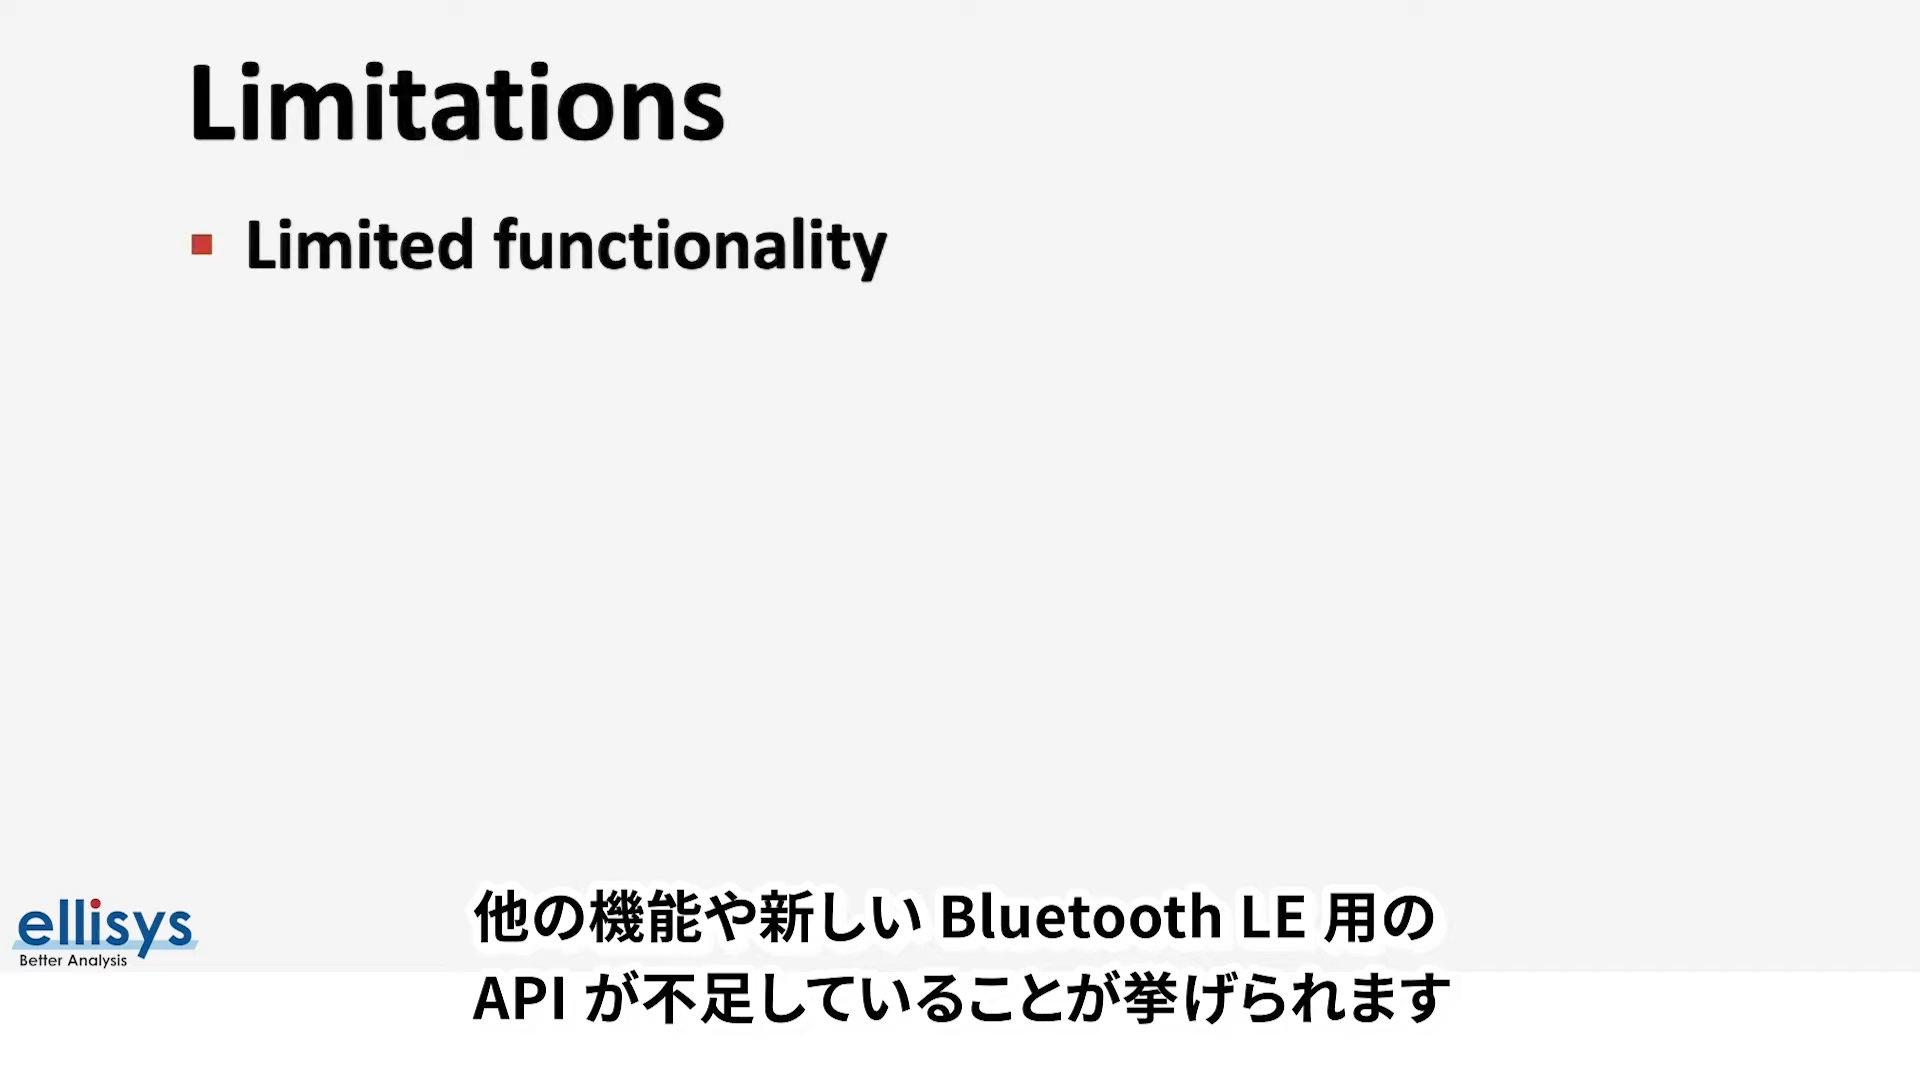 Limitations
Limited functionality
ellisys
Better Analysis
他の機能や新しい Bluetooth LE 用の
API が不足していることが挙げられます